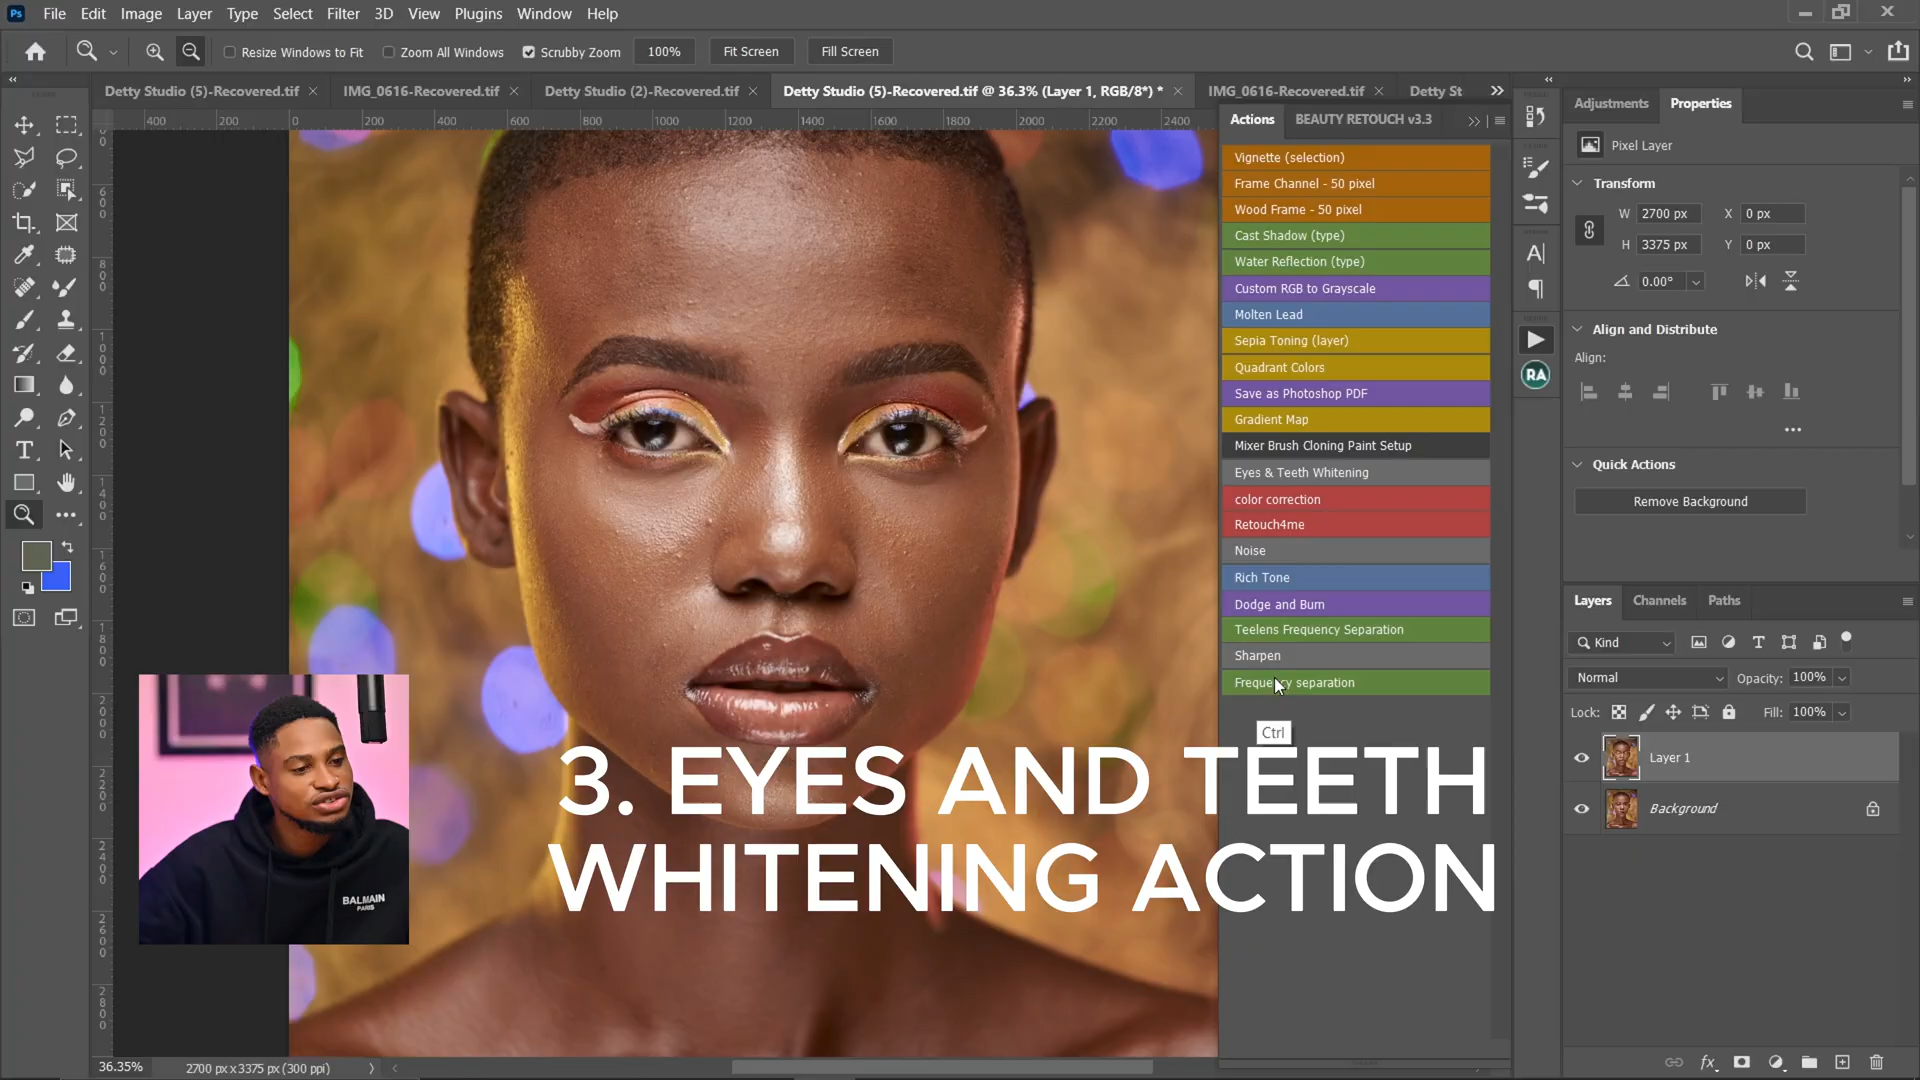 Ps File Edit Image Layer Type Select Filter 3D View Plugins Window Help
Resize Windows to Fit Zoom All Windows Scrubby Zoom 100% Fit Screen Fill Screen
Detty Studio (5)-Recovered.tif IMG_0616-Recovered.tif Detty Studio (2)-Recovered.tif Detty Studio (5)-Recovered.tif @ 36.3% (Layer 1, RGB/8*) * IMG_0616-Recovered.tif Detty St
400 200 0 200 400 600 800 1000 1200 1400 1600 1800 2000 2200 2400
Actions BEAUTY RETOUCH v3.3
Vignette (selection)
Frame Channel - 50 pixel
Wood Frame - 50 pixel
Cast Shadow (type)
Water Reflection (type)
Custom RGB to Grayscale
Molten Lead
Sepia Toning (layer)
Quadrant Colors
Save as Photoshop PDF
Gradient Map
Mixer Brush Cloning Paint Setup
Eyes & Teeth Whitening
color correction
Retouch4me
Noise
Rich Tone
Dodge and Burn
Teelens Frequency Separation
Sharpen
Frequency separation
Ctrl
RA
Adjustments Properties
Pixel Layer
Transform
W 2700 px X 0 px
H 3375 px Y 0 px
0.00°
Align and Distribute
Align:
Quick Actions
Remove Background
Layers Channels Paths
Kind
Normal Opacity: 100%
Lock: Fill: 100%
Layer 1
Background
BALMAIN
PARIS
3. EYES AND TEETH
WHITENING ACTION
36.35% 2700 px x 3375 px (300 ppi)